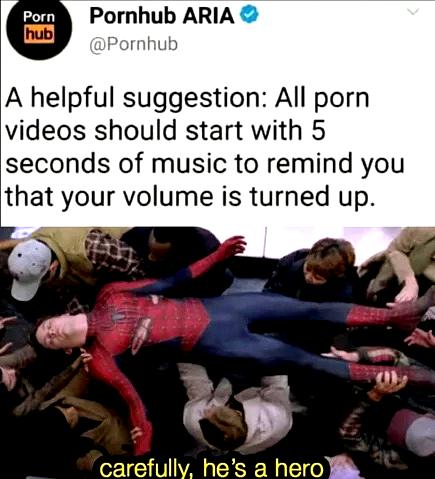 Porn
hub
Pornhub ARIA
@Pornhub
A helpful suggestion: All porn
videos should start with 5
seconds of music to remind you
that your volume is turned up.
carefully, he's a hero